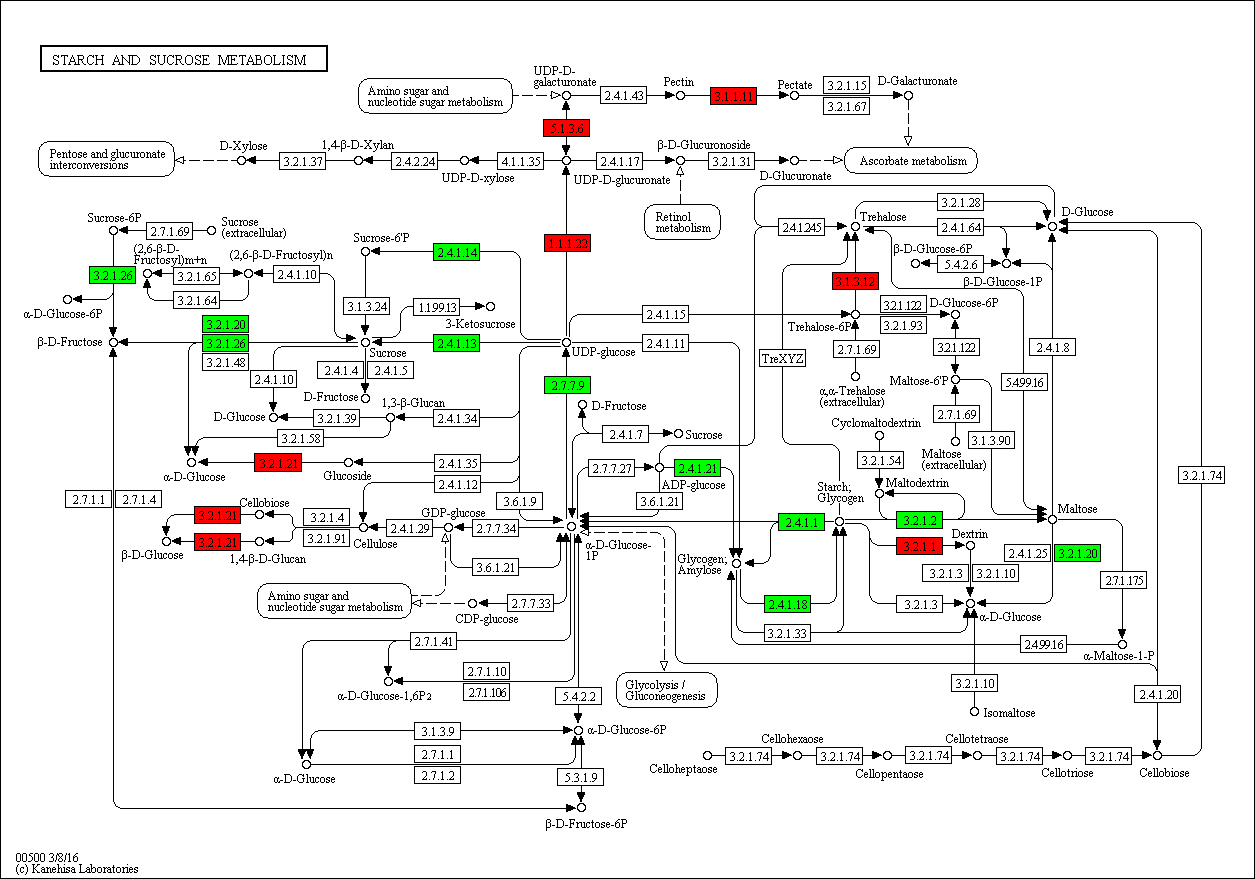 STARCH AND SUCROSE METABOLISM
UDP-D-
galacturonate
Amino sugar and
nucleotide sugar metabolism
2.4.1.43
Pectin
3.1.1.11
Pectate
3.2.1.15
3.2.1.67
D-Galacturonate
5.1.3.6
Pentose and glucuronate
interconversions
D-Xylose
3.2.1.37
1,4-β-D-Xylan
2.4.2.24
UDP-D-xylose
4.1.1.35
UDP-D-glucuronate
2.4.1.17
β-D-Glucuronoside
3.2.1.31
D-Glucuronate
Ascorbate metabolism
Retinol
metabolism
1.1.1.22
Sucrose-6P
2.7.1.69
Sucrose
(extracellular)
3.2.1.26
α-D-Glucose-6P
β-D-Fructose
(2,6-β-D-
Fructosyl)m+n
3.2.1.65
3.2.1.64
(2,6-β-D-Fructosyl)n
2.4.1.10
Sucrose-6'P
2.4.1.14
3.1.3.24
1.1.99.13
3-Ketosucrose
3.2.1.20
3.2.1.26
3.2.1.48
Sucrose
2.4.1.13
UDP-glucose
2.4.1.15
2.4.1.11
2.4.1.10
2.4.1.4
2.4.1.5
D-Fructose
D-Glucose
3.2.1.39
1,3-β-Glucan
2.4.1.34
3.2.1.58
α-D-Glucose
3.2.1.21
Glucoside
2.4.1.35
2.4.1.12
2.7.7.9
D-Fructose
2.4.1.7
Sucrose
2.7.7.27
2.4.1.21
ADP-glucose
3.6.1.21
3.6.1.9
2.4.1.245
Trehalose
3.2.1.28
2.4.1.64
D-Glucose
β-D-Glucose-6P
5.4.2.6
β-D-Glucose-1P
3.1.3.12
Trehalose-6P
3.2.1.122
3.2.1.93
D-Glucose-6P
2.7.1.69
α,α-Trehalose
(extracellular)
TreXYZ
3.2.1.122
Maltose-6'P
2.7.1.69
Maltose
(extracellular)
3.1.3.90
5.4.99.16
2.4.1.8
Cyclomaltodextrin
3.2.1.54
Maltodextrin
Starch;
Glycogen
3.2.1.74
2.7.1.1
2.7.1.4
3.2.1.21
Cellobiose
3.2.1.21
β-D-Glucose
1,4-β-D-Glucan
3.2.1.4
3.2.1.91
Cellulose
2.4.1.29
GDP-glucose
2.7.7.34
3.6.1.21
α-D-Glucose-
1P
2.4.1.1
3.2.1.2
Maltose
3.2.1.1
Dextrin
2.4.1.25
3.2.1.20
3.2.1.3
3.2.1.10
2.7.1.175
Glycogen;
Amylose
2.4.1.18
3.2.1.3
α-D-Glucose
3.2.1.33
2.4.99.16
α-Maltose-1-P
Amino sugar and
nucleotide sugar metabolism
2.7.7.33
CDP-glucose
2.7.1.41
2.7.1.10
2.7.1.106
α-D-Glucose-1,6P2
Glycolysis /
Gluconeogenesis
3.2.1.10
Isomaltose
2.4.1.20
5.4.2.2
3.1.3.9
α-D-Glucose-6P
2.7.1.1
2.7.1.2
α-D-Glucose
5.3.1.9
β-D-Fructose-6P
Celloheptaose
3.2.1.74
Cellohexaose
3.2.1.74
Cellopentaose
3.2.1.74
Cellotetraose
3.2.1.74
Cellotriose
3.2.1.74
Cellobiose
00500 3/8/16
(c) Kanehisa Laboratories